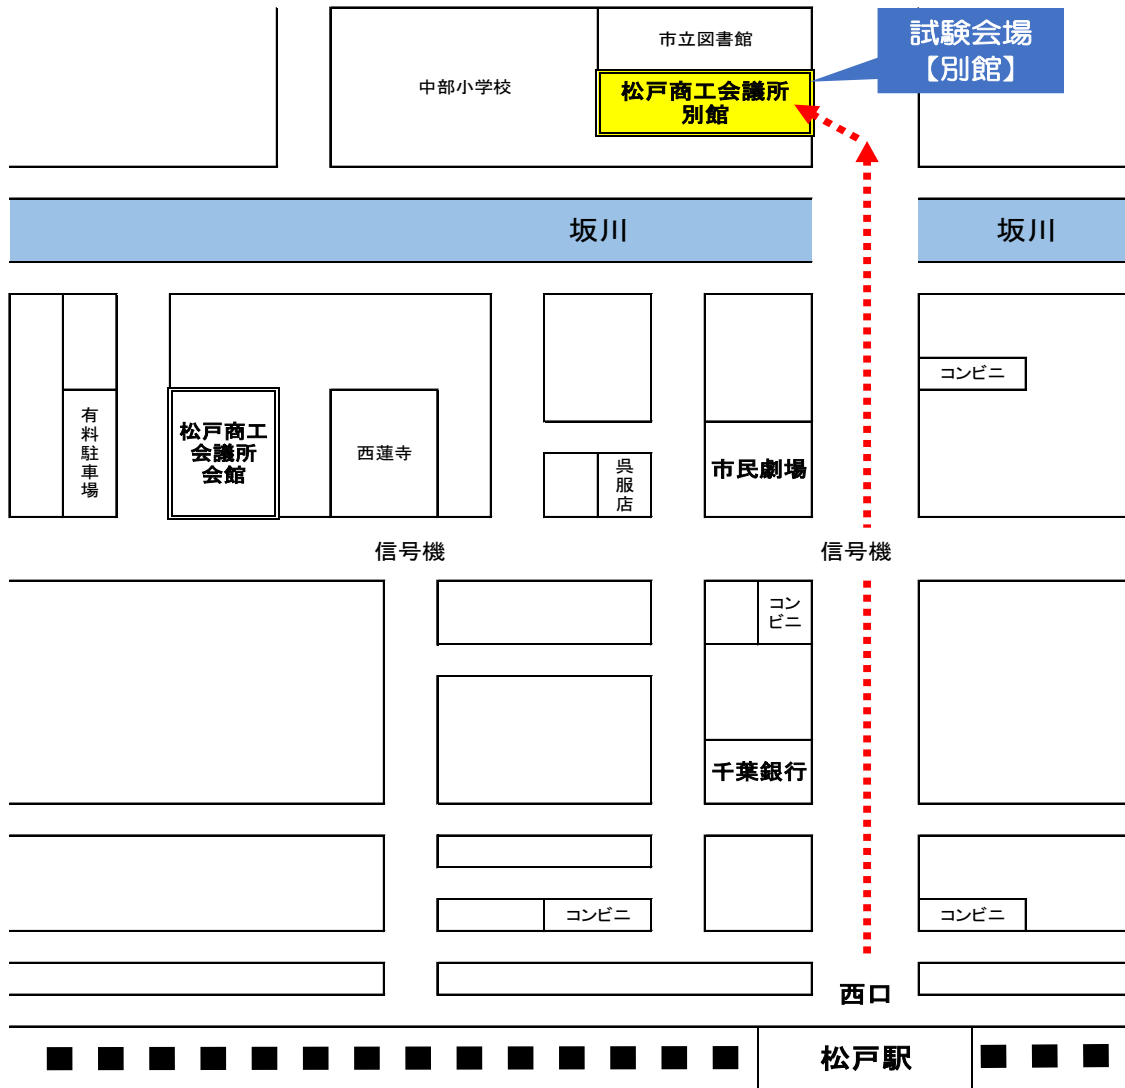 市立図書館
試験会場
【別館】
中部小学校
松戸商工会議所
別館
坂川
坂川
コンビニ
有料駐車場
松戸商工
会議所
会館
西蓮寺
呉服店
市民劇場
信号機
信号機
コン
ビニ
千葉銀行
コンビニ
コンビニ
西口
松戸駅